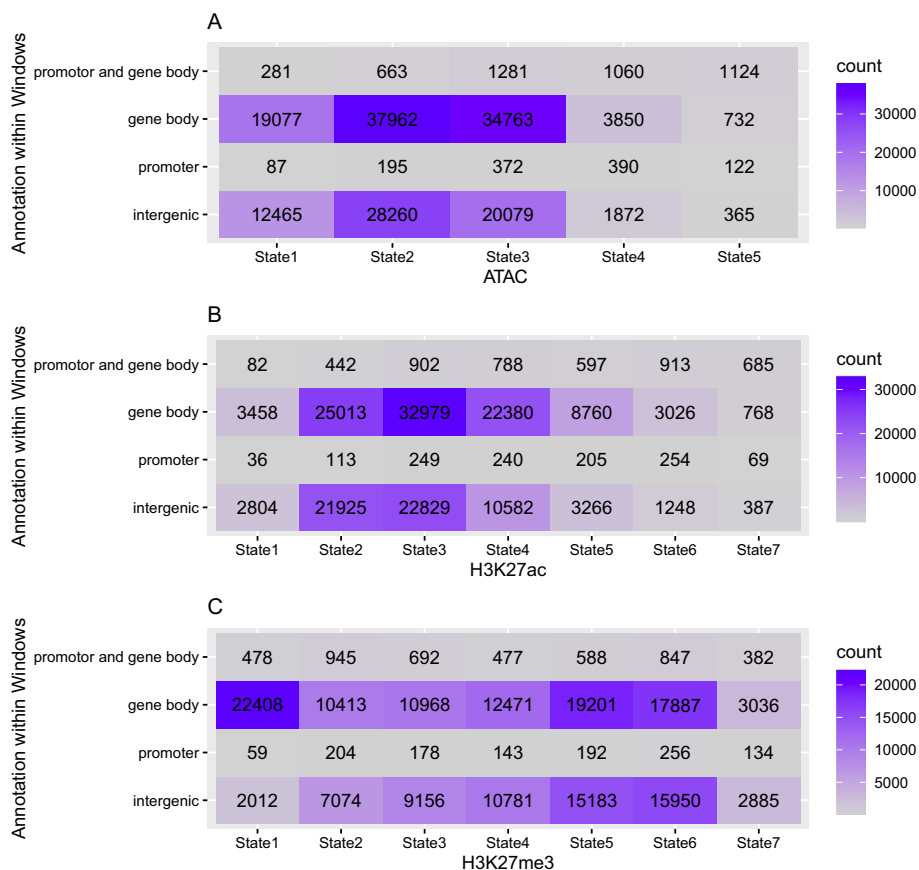 A
Annotation within Windows
promotor and gene body 281 663 1281 1060 1124
gene body 19077 37962 34763 3850 732
promoter 87 195 372 390 122
intergenic 12465 28260 20079 1872 365
State1 State2 State3 State4 State5
ATAC
count
30000
20000
10000
B
Annotation within Windows
promotor and gene body 82 442 902 788 597 913 685
gene body 3458 25013 32979 22380 8760 3026 768
promoter 36 113 249 240 205 254 69
intergenic 2804 21925 22829 10582 3266 1248 387
State1 State2 State3 State4 State5 State6 State7
H3K27ac
count
30000
20000
10000
C
Annotation within Windows
promotor and gene body 478 945 692 477 588 847 382
gene body 22408 10413 10968 12471 19201 17887 3036
promoter 59 204 178 143 192 256 134
intergenic 2012 7074 9156 10781 15183 15950 2885
State1 State2 State3 State4 State5 State6 State7
H3K27me3
count
20000
15000
10000
5000